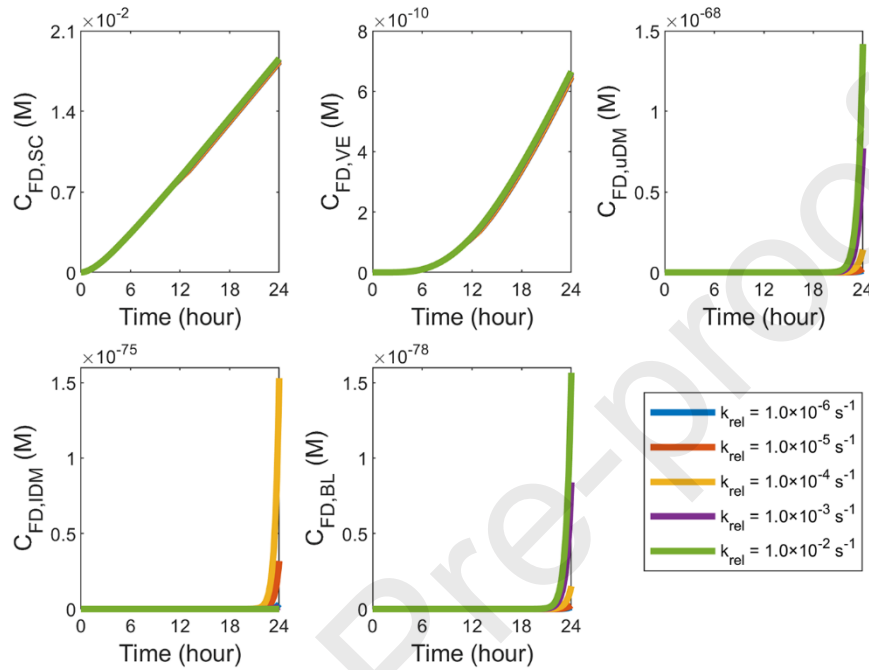 ×10^-2
2.1
1.4
0.7
0
C_FD,SC (M)
0 6 12 18 24
Time (hour)
×10^-10
8
6
4
2
0
C_FD,VE (M)
0 6 12 18 24
Time (hour)
×10^-68
1.5
1
0.5
0
C_FD,uDM (M)
0 6 12 18 24
Time (hour)
×10^-75
1.5
1
0.5
0
C_FD,lDM (M)
0 6 12 18 24
Time (hour)
×10^-78
1.5
1
0.5
0
C_FD,BL (M)
0 6 12 18 24
Time (hour)
k_rel = 1.0×10^-6 s^-1
k_rel = 1.0×10^-5 s^-1
k_rel = 1.0×10^-4 s^-1
k_rel = 1.0×10^-3 s^-1
k_rel = 1.0×10^-2 s^-1
Pre-proof